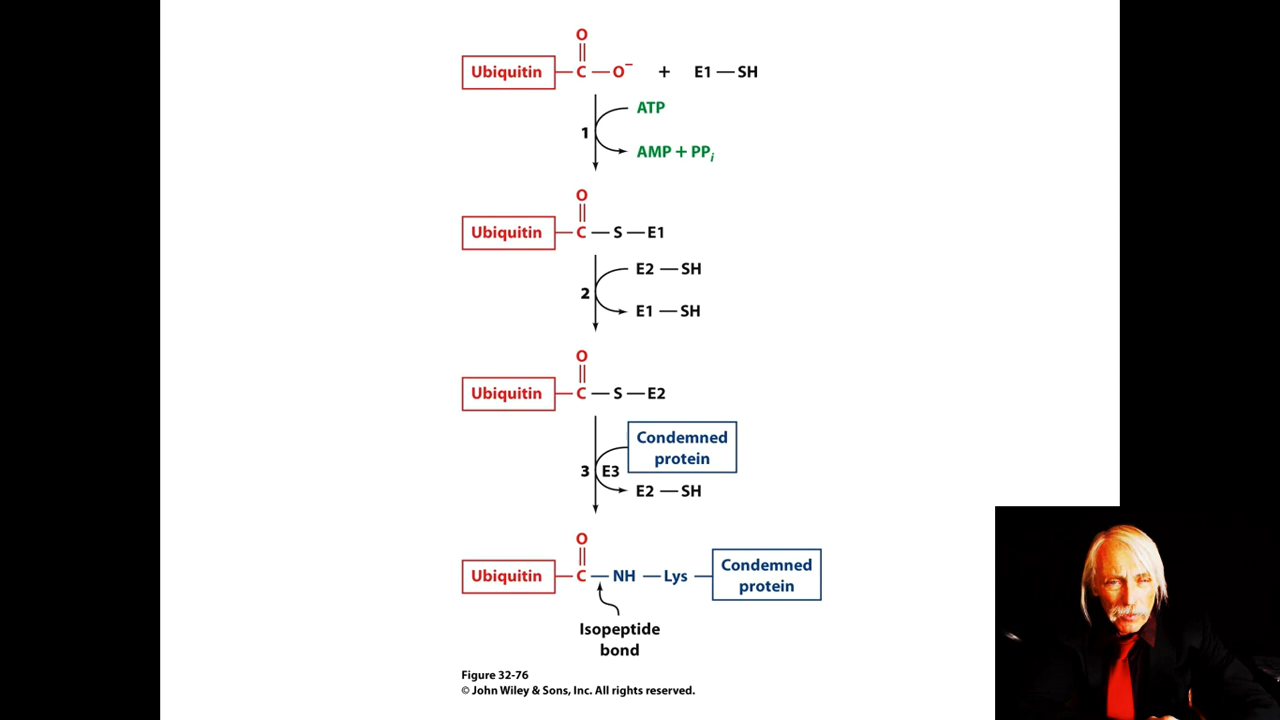 O
Ubiquitin — C — O⁻ + E1 — SH
ATP
1
AMP + PPi
O
Ubiquitin — C — S — E1
E2 — SH
2
E1 — SH
O
Ubiquitin — C — S — E2
Condemned
protein
3 E3
E2 — SH
O
Ubiquitin — C — NH — Lys — Condemned
protein
Isopeptide
bond
Figure 32-76
© John Wiley & Sons, Inc. All rights reserved.